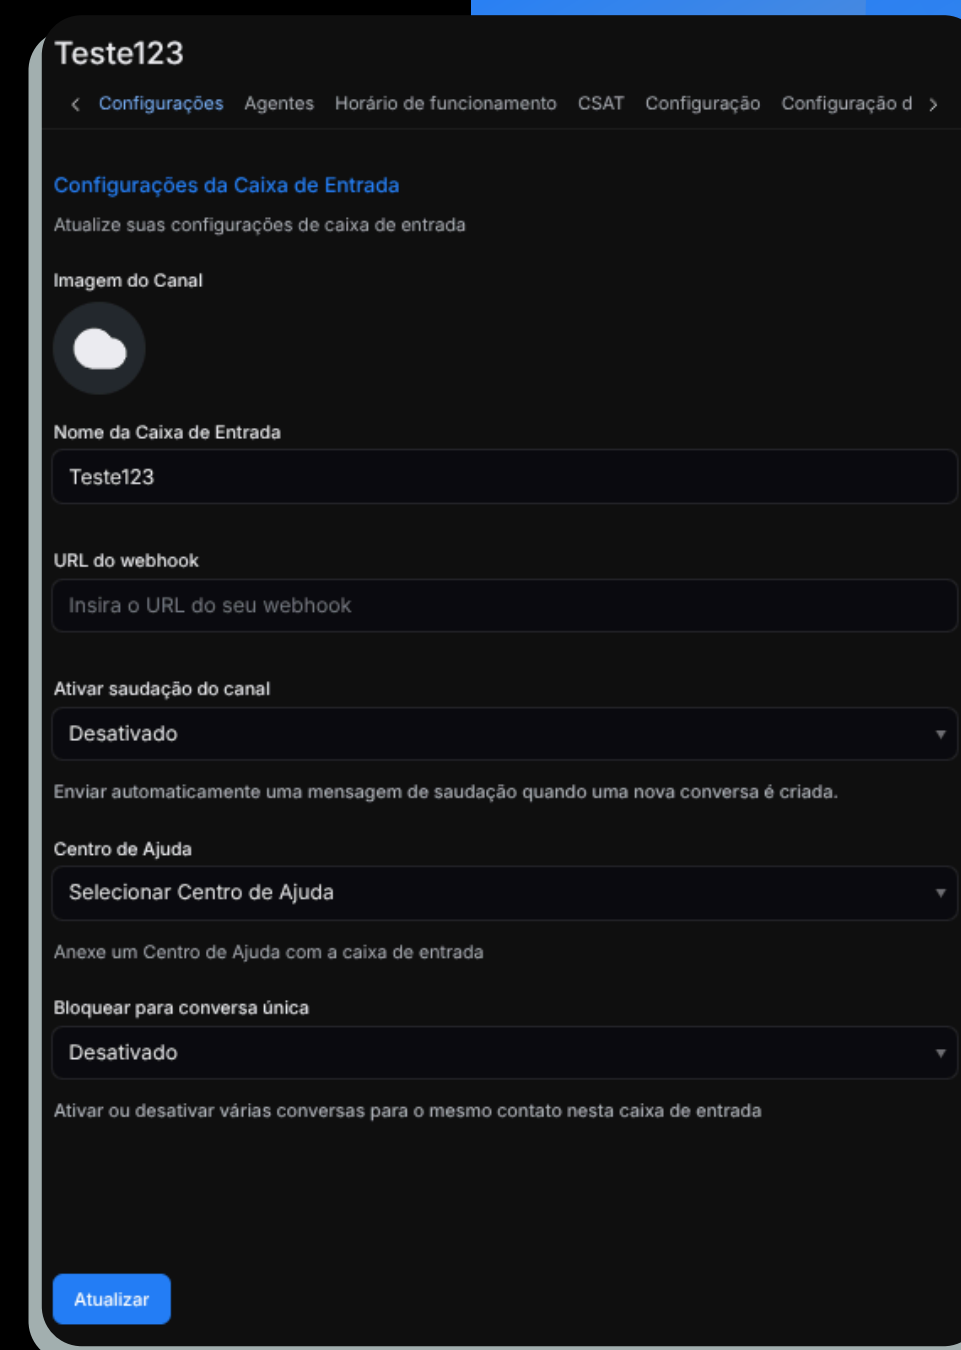 Teste123
Configurações Agentes Horário de funcionamento CSAT Configuração Configuração d
Configurações da Caixa de Entrada
Atualize suas configurações de caixa de entrada
Imagem do Canal
Nome da Caixa de Entrada
Teste123
URL do webhook
Insira o URL do seu webhook
Ativar saudação do canal
Desativado
Enviar automaticamente uma mensagem de saudação quando uma nova conversa é criada.
Centro de Ajuda
Selecionar Centro de Ajuda
Anexe um Centro de Ajuda com a caixa de entrada
Bloquear para conversa única
Desativado
Ativar ou desativar várias conversas para o mesmo contato nesta caixa de entrada
Atualizar